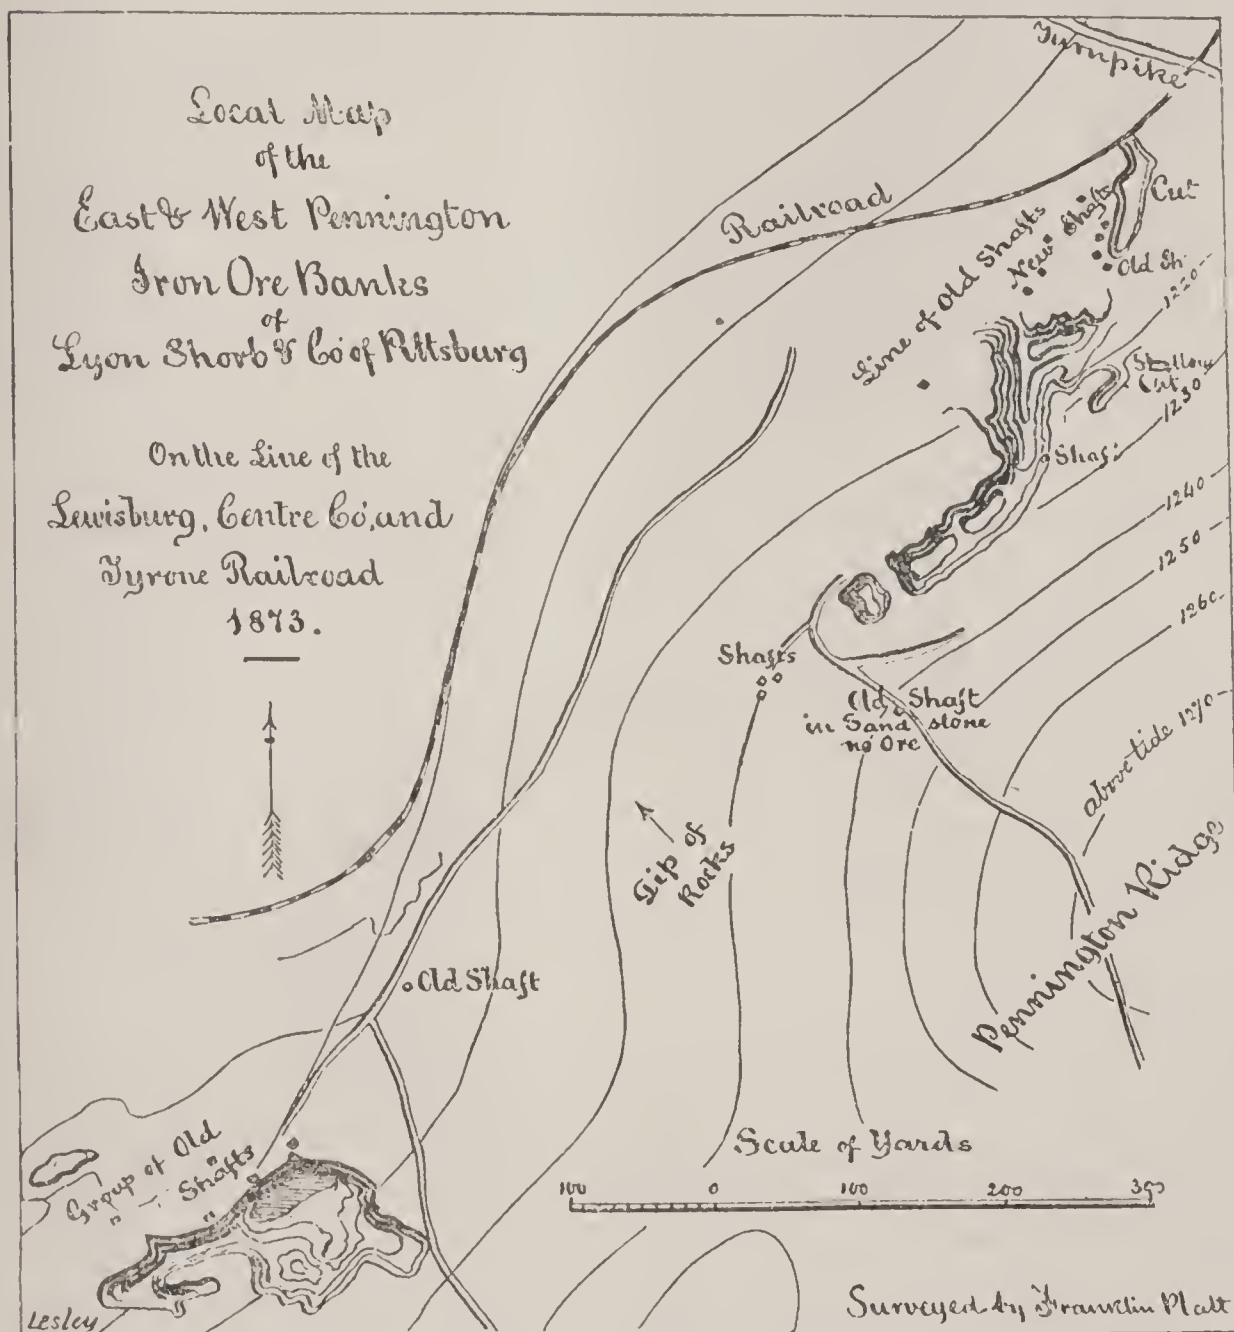 Local Map
of the
East & West Pennington
Iron Ore Banks
of
Lyon Shorb & Co of Pittsburg
On the Line of the
Lewisburg, Centre Co, and
Tyrone Railroad
1873.
Turnpike
Railroad
Cut
Line of Old Shafts
New Shafts
Old Sh.
1220
Shallow
Cut
1230
Shaft
1240
1250
1260
Shafts
Old Shaft
in Sand stone
no Ore
above tide 1270
Dip of
Rocks
Pennington Ridge
Old Shaft
Group of Old
Shafts
Scale of Yards
100 0 100 200 300
Lesley
Surveyed by Franklin Platt